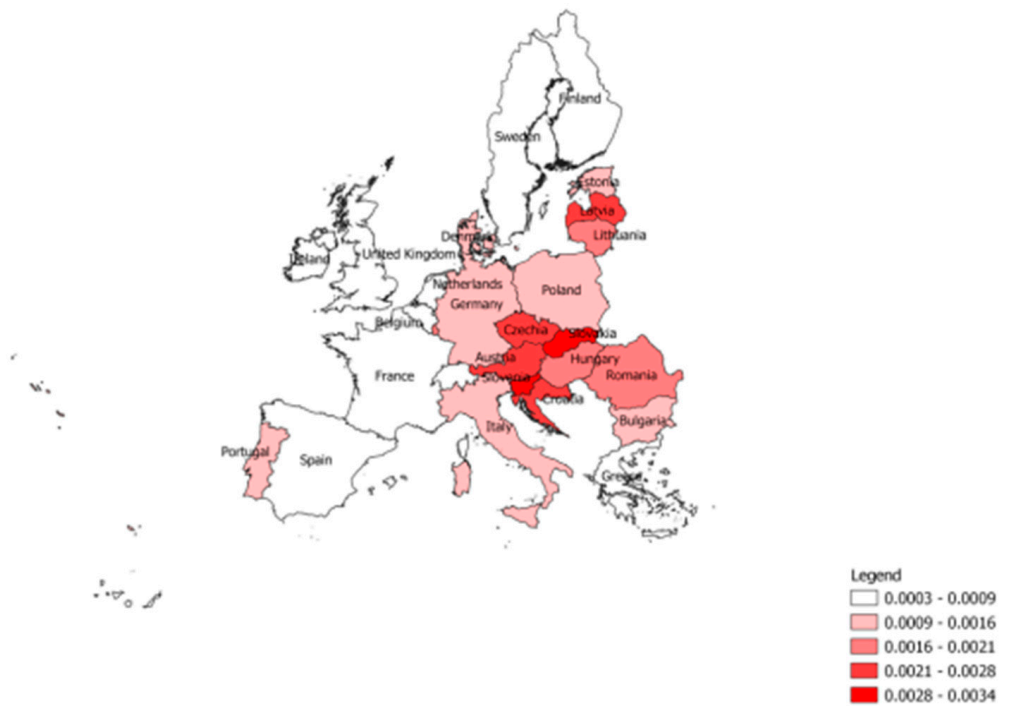 Finland
Sweden
Estonia
Latvia
Lithuania
Denmark
United Kingdom
Ireland
Netherlands
Poland
Germany
Belgium
Czechia
Slovakia
Austria
Hungary
France
Slovenia
Romania
Croatia
Bulgaria
Italy
Portugal
Spain
Greece
Legend
0.0003 - 0.0009
0.0009 - 0.0016
0.0016 - 0.0021
0.0021 - 0.0028
0.0028 - 0.0034